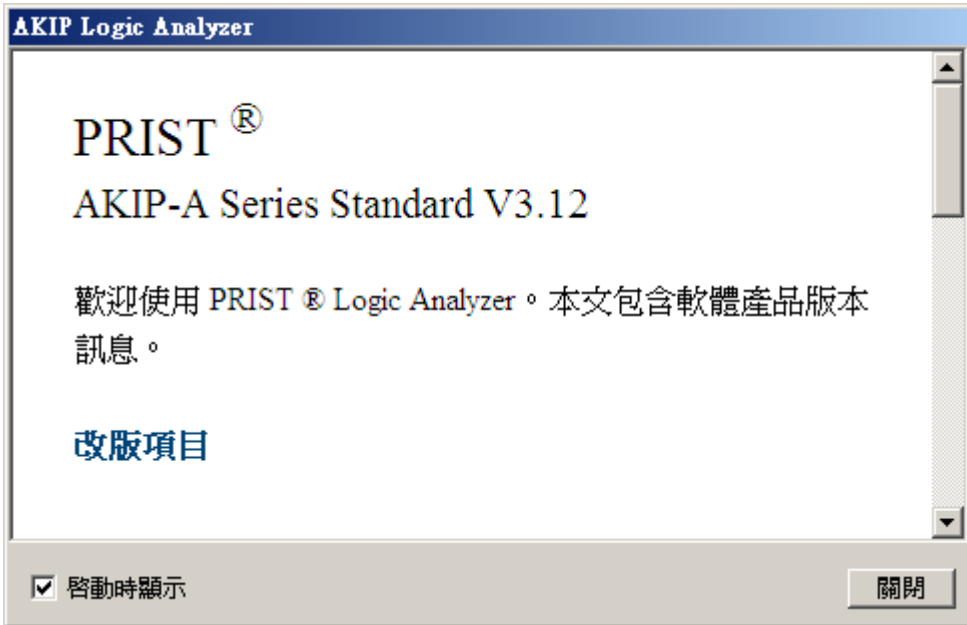 AKIP Logic Analyzer
PRIST ®
AKIP-A Series Standard V3.12
歡迎使用 PRIST ® Logic Analyzer。本文包含軟體產品版本
訊息。
改版項目
啓動時顯示
關閉